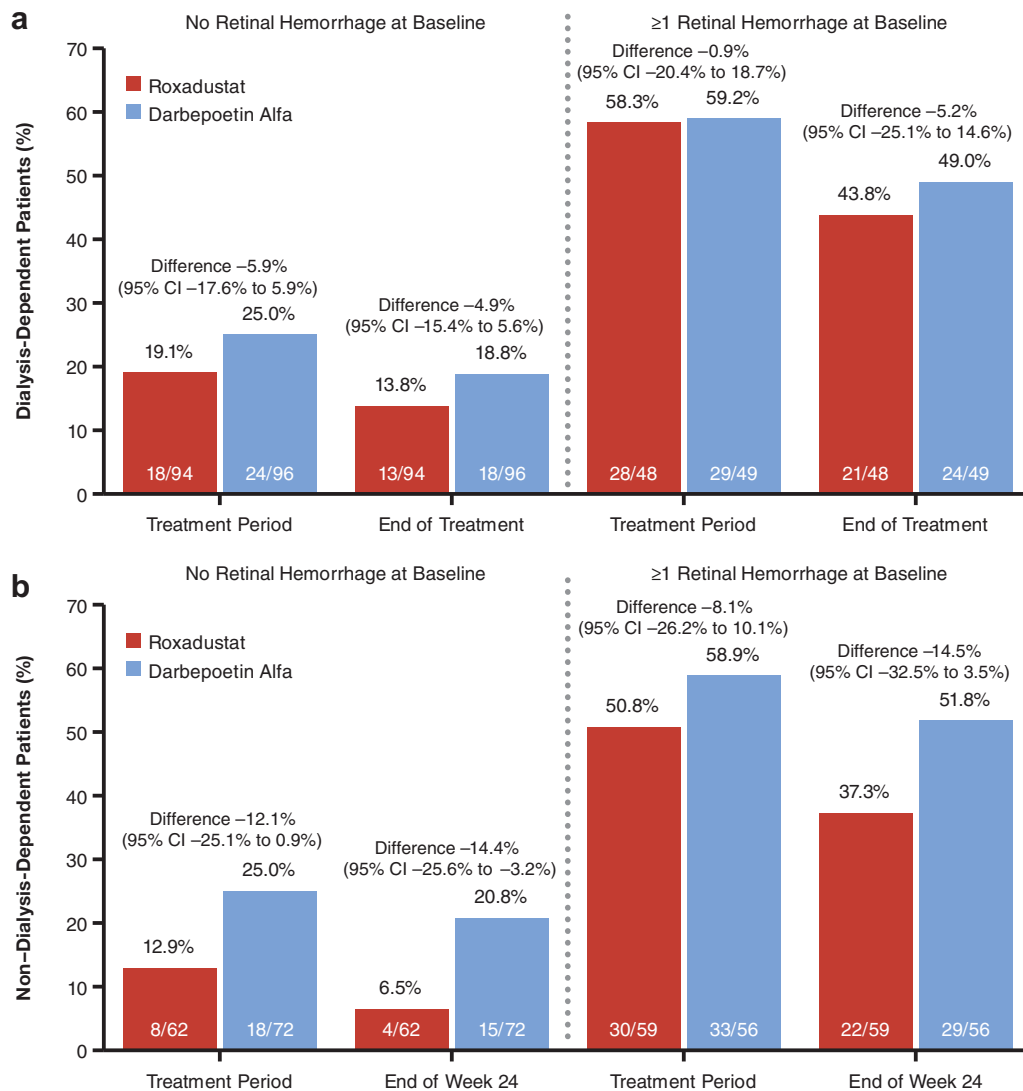 a
No Retinal Hemorrhage at Baseline
≥1 Retinal Hemorrhage at Baseline
Dialysis-Dependent Patients (%)
70
60
50
40
30
20
10
0
Roxadustat
Darbepoetin Alfa
Difference –5.9%
(95% CI –17.6% to 5.9%)
19.1%
25.0%
18/94
24/96
Treatment Period
Difference –4.9%
(95% CI –15.4% to 5.6%)
13.8%
18.8%
13/94
18/96
End of Treatment
Difference –0.9%
(95% CI –20.4% to 18.7%)
58.3%
59.2%
28/48
29/49
Treatment Period
Difference –5.2%
(95% CI –25.1% to 14.6%)
43.8%
49.0%
21/48
24/49
End of Treatment
b
No Retinal Hemorrhage at Baseline
≥1 Retinal Hemorrhage at Baseline
Non–Dialysis-Dependent Patients (%)
70
60
50
40
30
20
10
0
Roxadustat
Darbepoetin Alfa
Difference –12.1%
(95% CI –25.1% to 0.9%)
12.9%
25.0%
8/62
18/72
Treatment Period
Difference –14.4%
(95% CI –25.6% to –3.2%)
6.5%
20.8%
4/62
15/72
End of Week 24
Difference –8.1%
(95% CI –26.2% to 10.1%)
50.8%
58.9%
30/59
33/56
Treatment Period
Difference –14.5%
(95% CI –32.5% to 3.5%)
37.3%
51.8%
22/59
29/56
End of Week 24